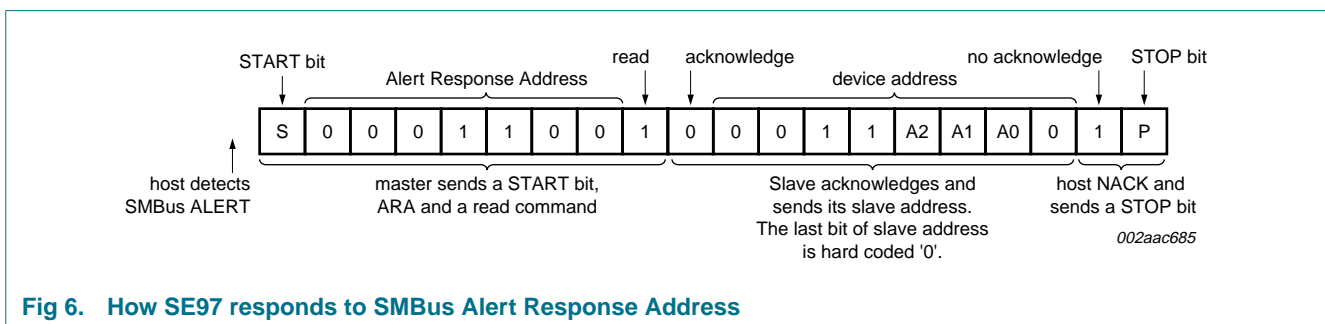 START bit
Alert Response Address
read
acknowledge
device address
no acknowledge
STOP bit
S 0 0 0 1 1 0 0 1 0 0 0 1 1 A2 A1 A0 0 1 P
host detects
SMBus ALERT
master sends a START bit,
ARA and a read command
Slave acknowledges and
sends its slave address.
The last bit of slave address
is hard coded '0'.
host NACK and
sends a STOP bit
002aac685
Fig 6. How SE97 responds to SMBus Alert Response Address